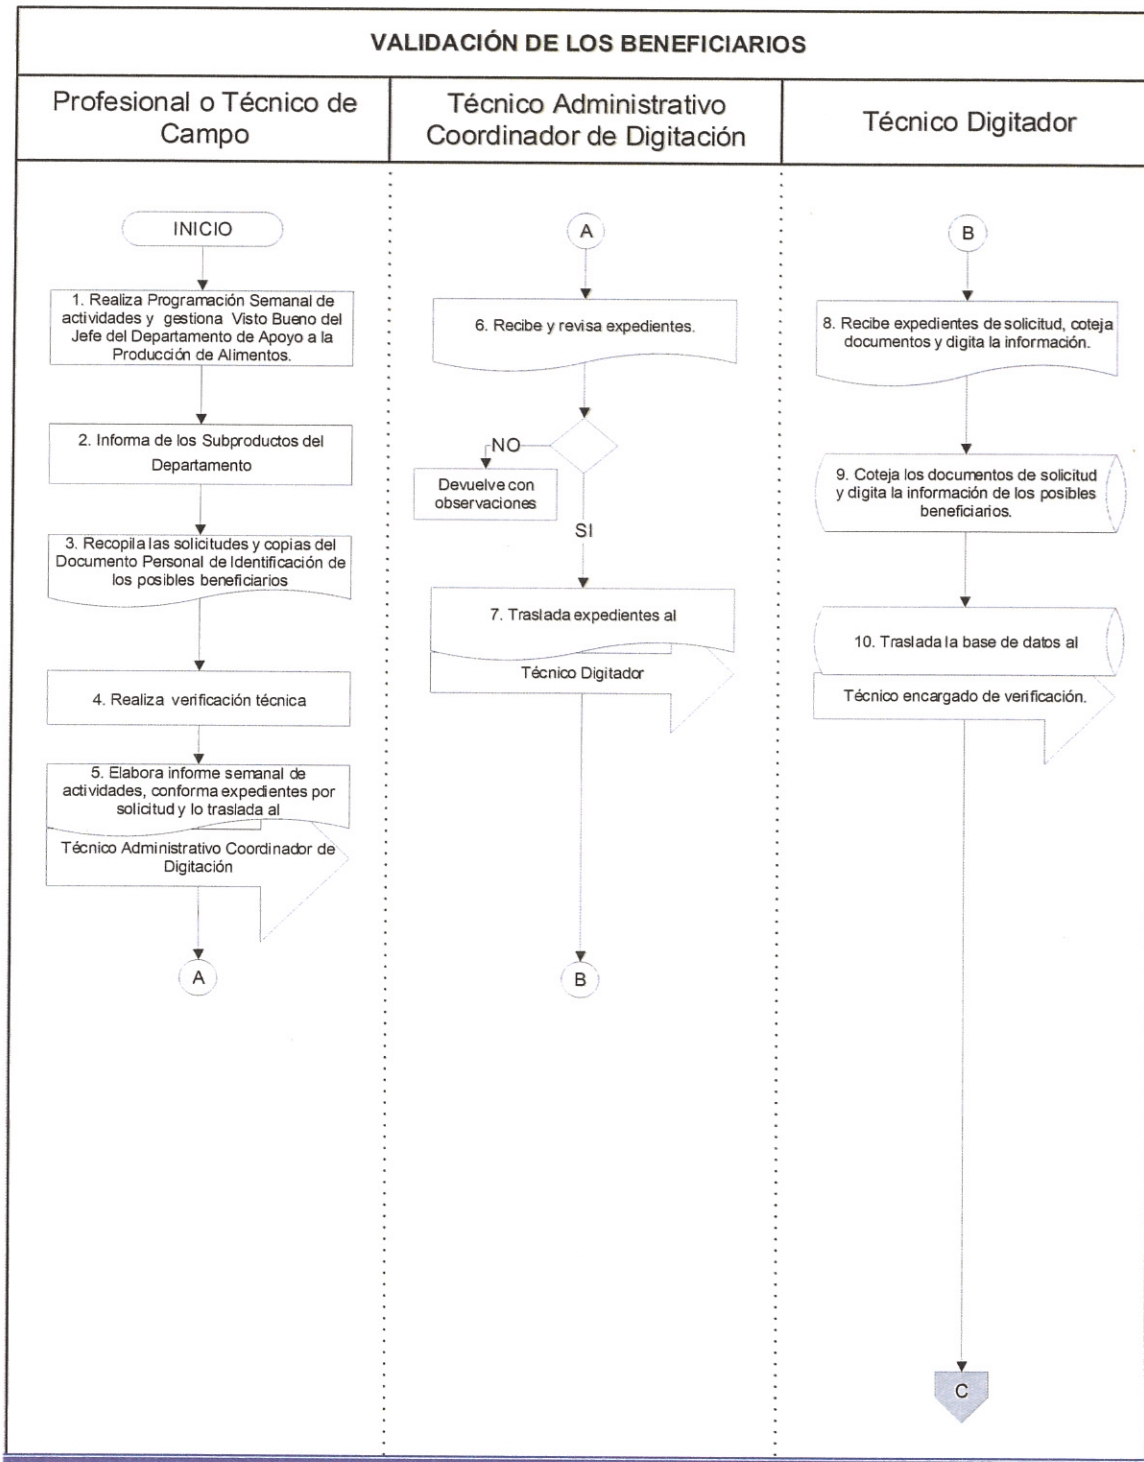 VALIDACIÓN DE LOS BENEFICIARIOS
Profesional o Técnico de
Campo
Técnico Administrativo
Coordinador de Digitación
Técnico Digitador
INICIO
1. Realiza Programación Semanal de
actividades y gestiona Visto Bueno del
Jefe del Departamento de Apoyo a la
Producción de Alimentos.
2. Informa de los Subproductos del
Departamento
3. Recopila las solicitudes y copias del
Documento Personal de Identificación de
los posibles beneficiarios
4. Realiza verificación técnica
5. Elabora informe semanal de
actividades, conforma expedientes por
solicitud y lo traslada al
Técnico Administrativo Coordinador de
Digitación
A
A
6. Recibe y revisa expedientes.
NO
Devuelve con
observaciones
SI
7. Traslada expedientes al
Técnico Digitador
B
B
8. Recibe expedientes de solicitud, coteja
documentos y digita la información.
9. Coteja los documentos de solicitud
y digita la información de los posibles
beneficiarios.
10. Traslada la base de datos al
Técnico encargado de verificación.
C